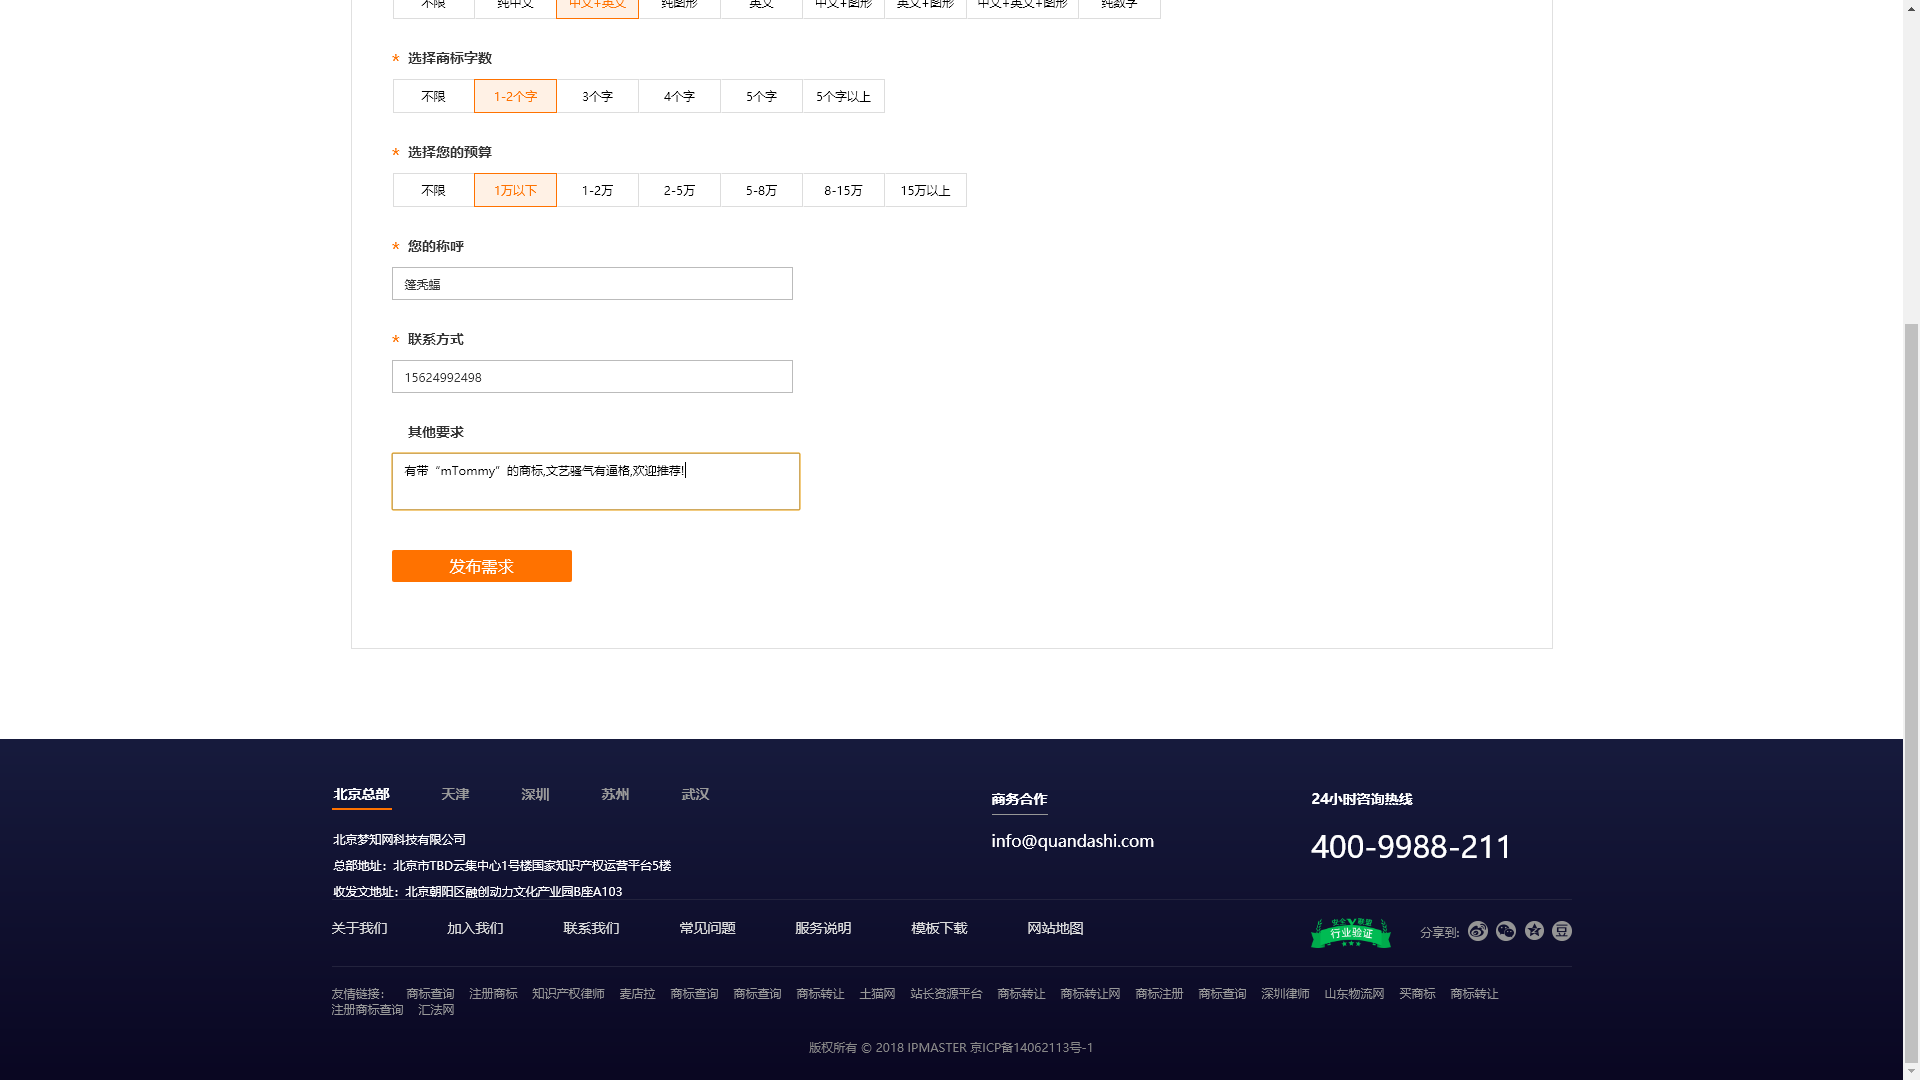 不限 纯中文 中文+英文 纯图形 英文 中文+图形 英文+图形 中文+英文+图形 纯数字
* 选择商标字数
不限 1-2个字 3个字 4个字 5个字 5个字以上
* 选择您的预算
不限 1万以下 1-2万 2-5万 5-8万 8-15万 15万以上
* 您的称呼
篷秃蝠
* 联系方式
15624992498
其他要求
有带“mTommy”的商标,文艺骚气有逼格,欢迎推荐!
发布需求
北京总部 天津 深圳 苏州 武汉
北京梦知网科技有限公司
总部地址：北京市TBD云集中心1号楼国家知识产权运营平台5楼
收发文地址：北京朝阳区融创动力文化产业园B座A103
商务合作
info@quandashi.com
24小时咨询热线
400-9988-211
关于我们 加入我们 联系我们 常见问题 服务说明 模板下载 网站地图
安全联盟
行业验证
分享到:
友情链接： 商标查询 注册商标 知识产权律师 麦店拉 商标查询 商标查询 商标转让 土猫网 站长资源平台 商标转让 商标转让网 商标注册 商标查询 深圳律师 山东物流网 买商标 商标转让
注册商标查询 汇法网
版权所有 © 2018 IPMASTER 京ICP备14062113号-1